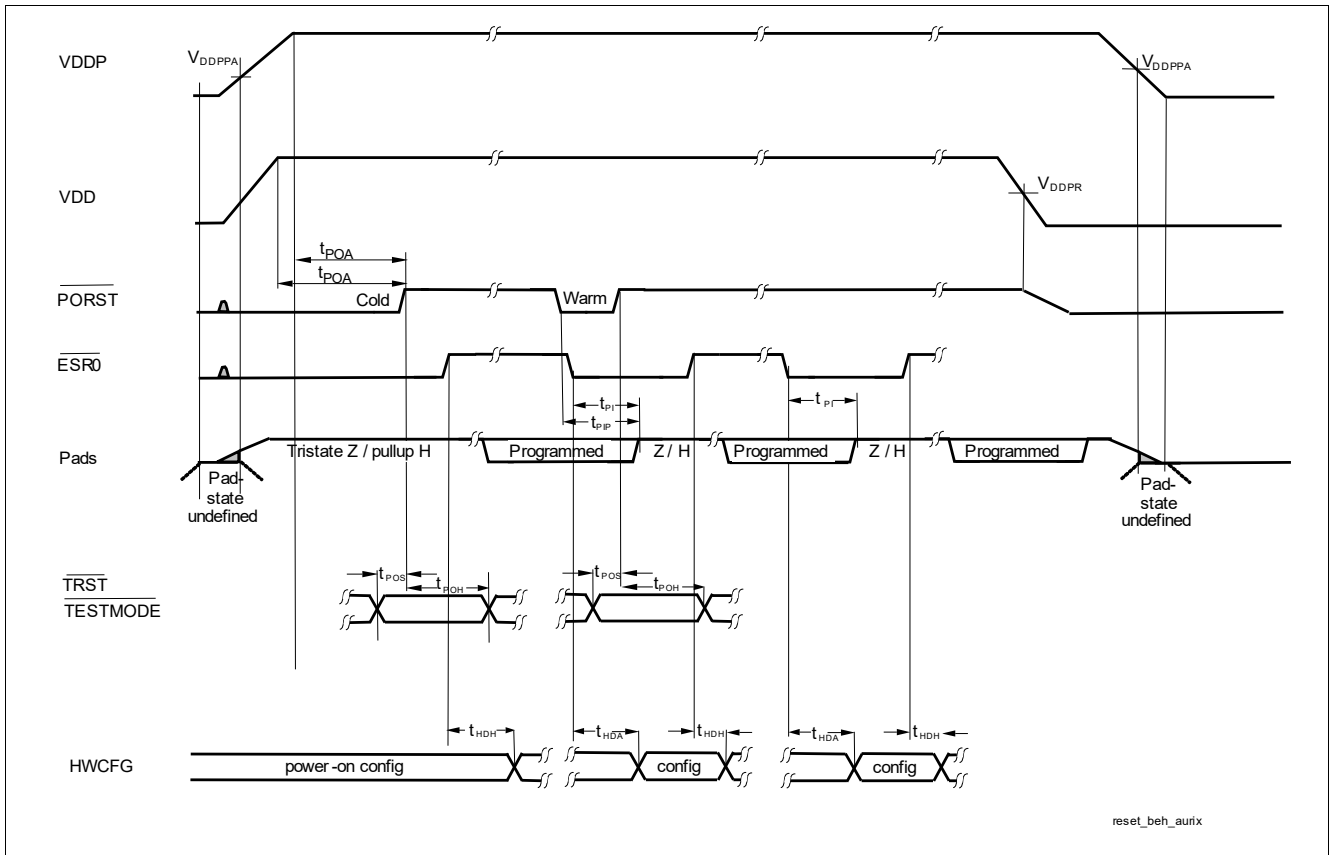 VDDP
VDDPPA
VDDPPA
VDD
VDDPR
tPOA
tPOA
PORST
Cold
Warm
ESR0
tPI
tPI
tPIP
Pads
Tristate Z / pullup H
Programmed
Z / H
Programmed
Z / H
Programmed
Pad-
state
undefined
Pad-
state
undefined
TRST
TESTMODE
tPOS
tPOH
tPOS
tPOH
tHDH
tHDA
tHDH
tHDA
tHDH
HWCFG
power-on config
config
config
reset_beh_aurix